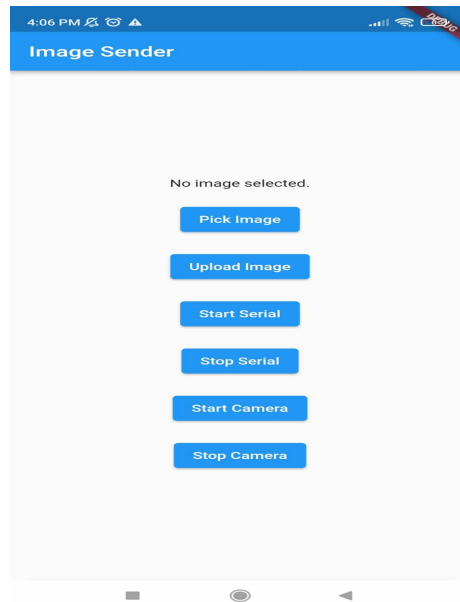 4:06 PM
DEBUG
Image Sender
No image selected.
Pick Image
Upload Image
Start Serial
Stop Serial
Start Camera
Stop Camera